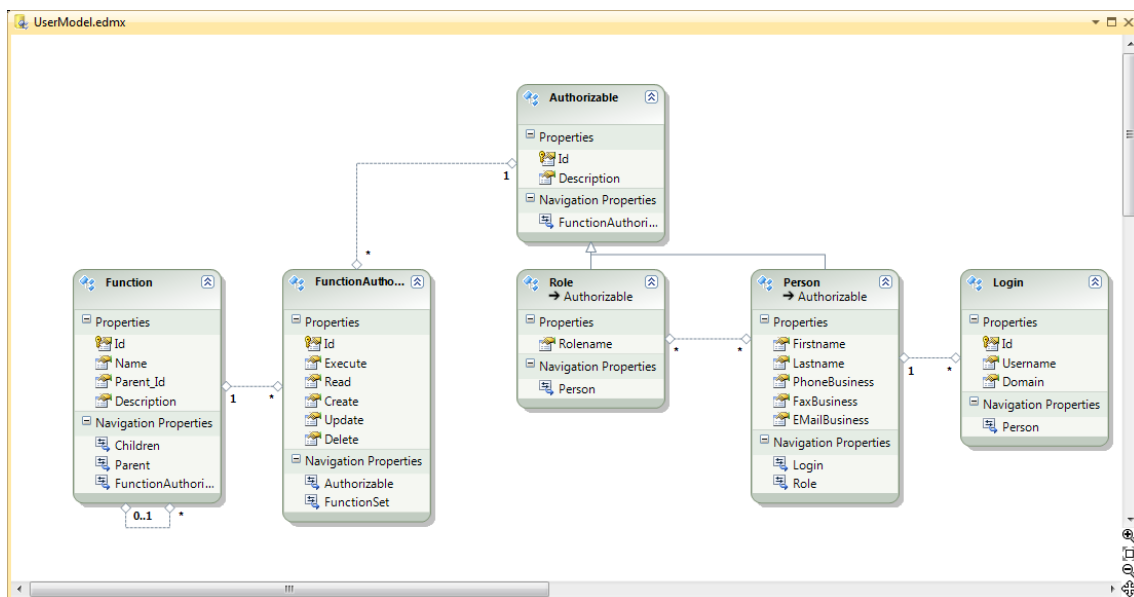 UserModel.edmx
Authorizable
Properties
Id
Description
Navigation Properties
FunctionAuthori...
1
*
Function
Properties
Id
Name
Parent_Id
Description
Navigation Properties
Children
Parent
FunctionAuthori...
0..1
*
1
*
FunctionAutho...
Properties
Id
Execute
Read
Create
Update
Delete
Navigation Properties
Authorizable
FunctionSet
Role
Authorizable
Properties
Rolename
Navigation Properties
Person
*
*
Person
Authorizable
Properties
Firstname
Lastname
PhoneBusiness
FaxBusiness
EMailBusiness
Navigation Properties
Login
Role
1
*
Login
Properties
Id
Username
Domain
Navigation Properties
Person